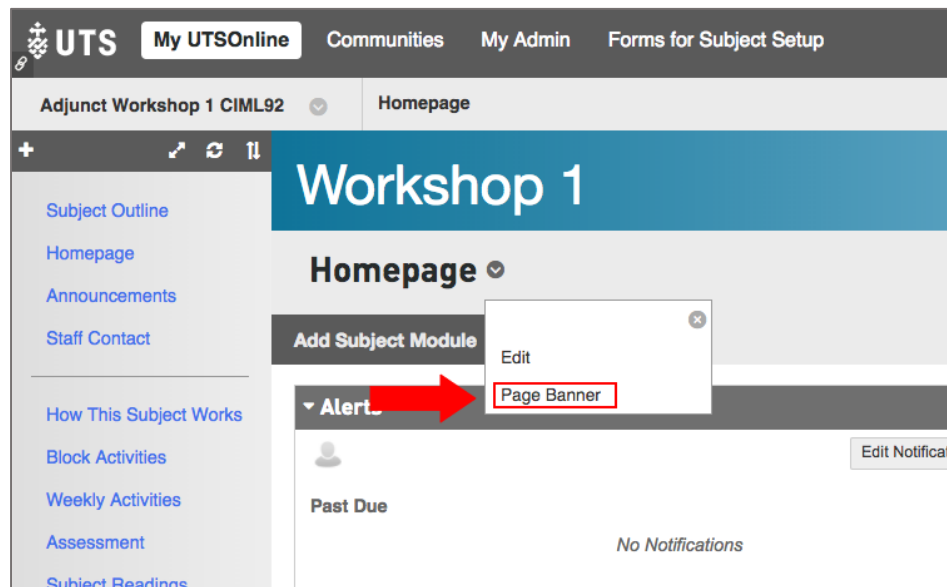 UTS My UTSOnline Communities My Admin Forms for Subject Setup
Adjunct Workshop 1 CIML92 Homepage
Workshop 1
Subject Outline
Homepage
Announcements
Staff Contact
How This Subject Works
Block Activities
Weekly Activities
Assessment
Subject Readings
Homepage
Add Subject Module
Edit
Page Banner
Alerts
Edit Notificat
Past Due
No Notifications